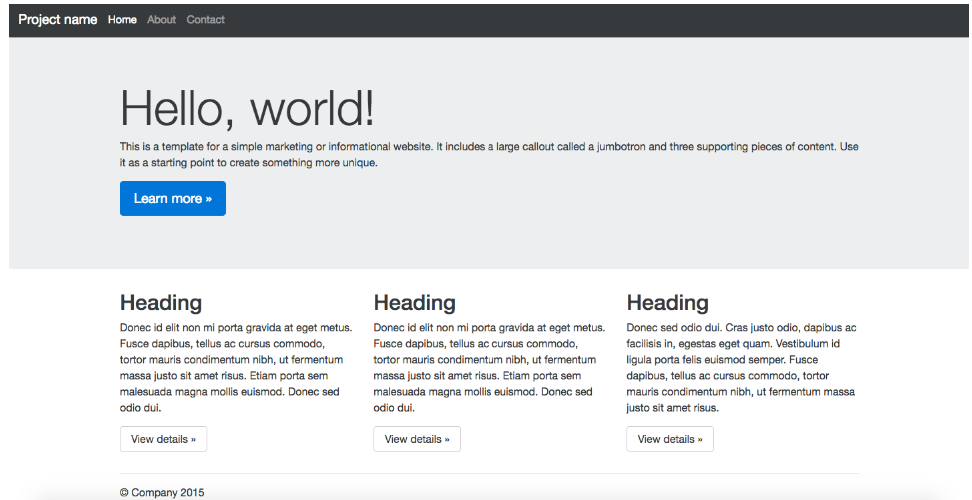 Project name Home About Contact
Hello, world!
This is a template for a simple marketing or informational website. It includes a large callout called a jumbotron and three supporting pieces of content. Use
it as a starting point to create something more unique.
Learn more »
Heading
Donec id elit non mi porta gravida at eget metus.
Fusce dapibus, tellus ac cursus commodo,
tortor mauris condimentum nibh, ut fermentum
massa justo sit amet risus. Etiam porta sem
malesuada magna mollis euismod. Donec sed
odio dui.
View details »
Heading
Donec id elit non mi porta gravida at eget metus.
Fusce dapibus, tellus ac cursus commodo,
tortor mauris condimentum nibh, ut fermentum
massa justo sit amet risus. Etiam porta sem
malesuada magna mollis euismod. Donec sed
odio dui.
View details »
Heading
Donec sed odio dui. Cras justo odio, dapibus ac
facilisis in, egestas eget quam. Vestibulum id
ligula porta felis euismod semper. Fusce
dapibus, tellus ac cursus commodo, tortor
mauris condimentum nibh, ut fermentum massa
justo sit amet risus.
View details »
© Company 2015